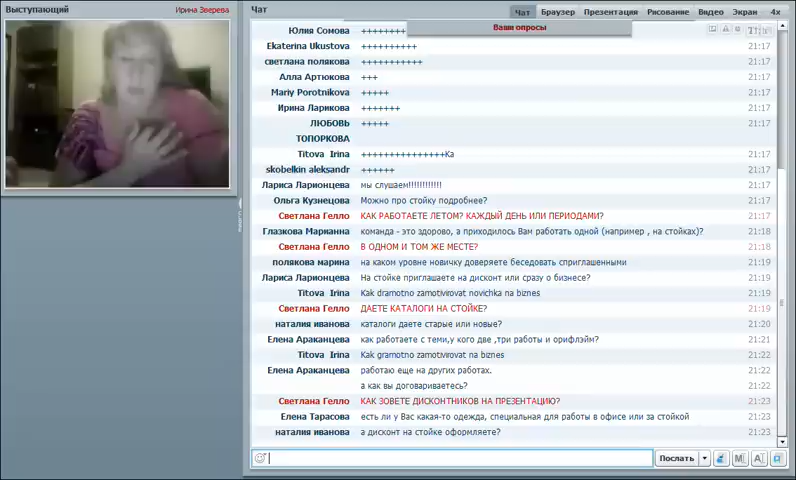 Выступающий Ирина Зверева
Чат Чат Браузер Презентация Рисование Видео Экран 4x
Ваши опросы
Юлия Сомова ++++++++ 21:17
Ekaterina Ukustova ++++++++++ 21:17
светлана полякова +++++++++++ 21:17
Алла Артюкова +++ 21:17
Mariy Porotnikova +++++ 21:17
Ирина Ларикова +++++++ 21:17
ЛЮБОВЬ +++++ 21:17
ТОПОРКОВА
Titova Irina +++++++++++++++Ka 21:17
skobelkin aleksandr ++++++ 21:17
Лариса Ларионцева мы слушаем!!!!!!!!!!!! 21:17
Ольга Кузнецова Можно про стойку подробнее? 21:17
Светлана Гелло КАК РАБОТАЕТЕ ЛЕТОМ? КАЖДЫЙ ДЕНЬ ИЛИ ПЕРИОДАМИ? 21:17
Глазкова Марианна команда - это здорово, а приходилось Вам работать одной (например , на стойках)? 21:18
Светлана Гелло В ОДНОМ И ТОМ ЖЕ МЕСТЕ? 21:18
полякова марина на каком уровне новичку доверяете беседовать сприглашенными 21:19
Лариса Ларионцева На стойке приглашаете на дисконт или сразу о бизнесе? 21:19
Titova Irina Kak dramotno zamotivirovat novichka na biznes 21:19
Светлана Гелло ДАЕТЕ КАТАЛОГИ НА СТОЙКЕ? 21:19
наталия иванова каталоги даете старые или новые? 21:20
Елена Араканцева как работаете с теми,у кого две ,три работы и орифлэйм? 21:21
Titova Irina Kak gramotno zamotivirovat na biznes 21:22
Елена Араканцева работаю еще на других работах. 21:22
а как вы договариваетесь? 21:22
Светлана Гелло КАК ЗОВЕТЕ ДИСКОНТНИКОВ НА ПРЕЗЕНТАЦИЮ? 21:23
Елена Тарасова есть ли у Вас какая-то одежда, специальная для работы в офисе или за стойкой 21:23
наталия иванова а дисконт на стойке оформляете? 21:23
Послать